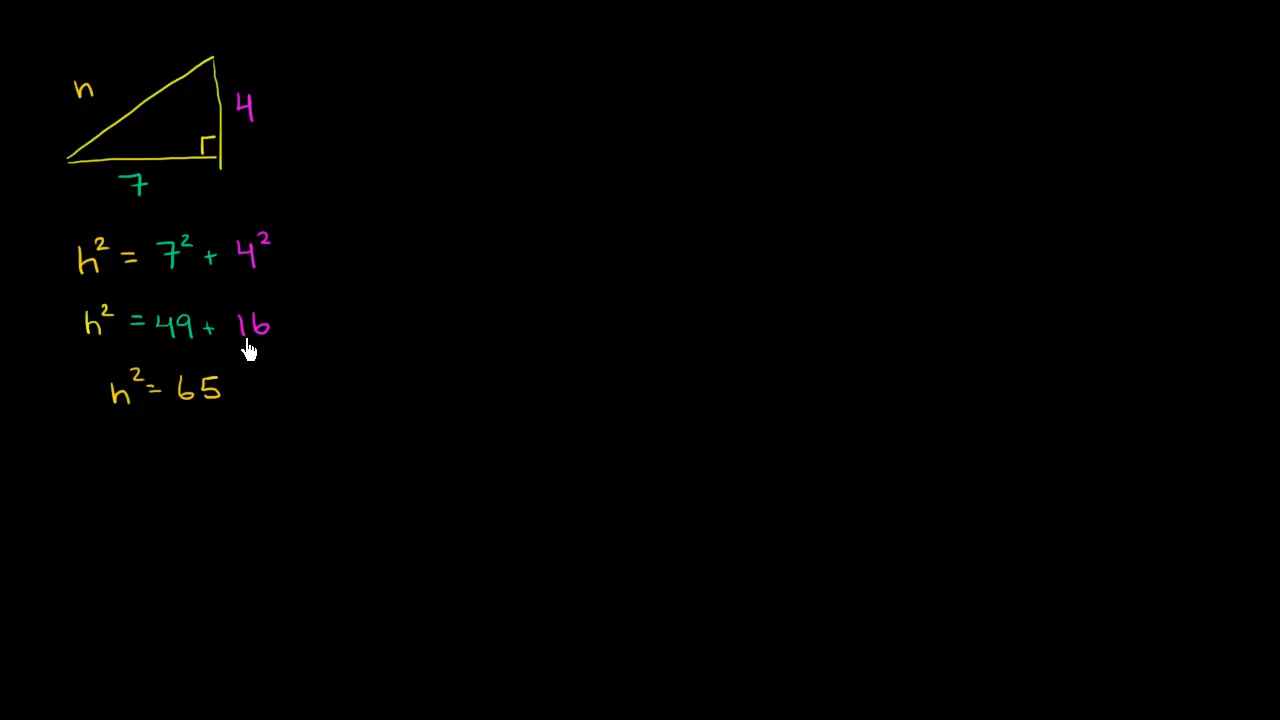 h
4
7
h² = 7² + 4²
h² = 49 + 16
h² = 65